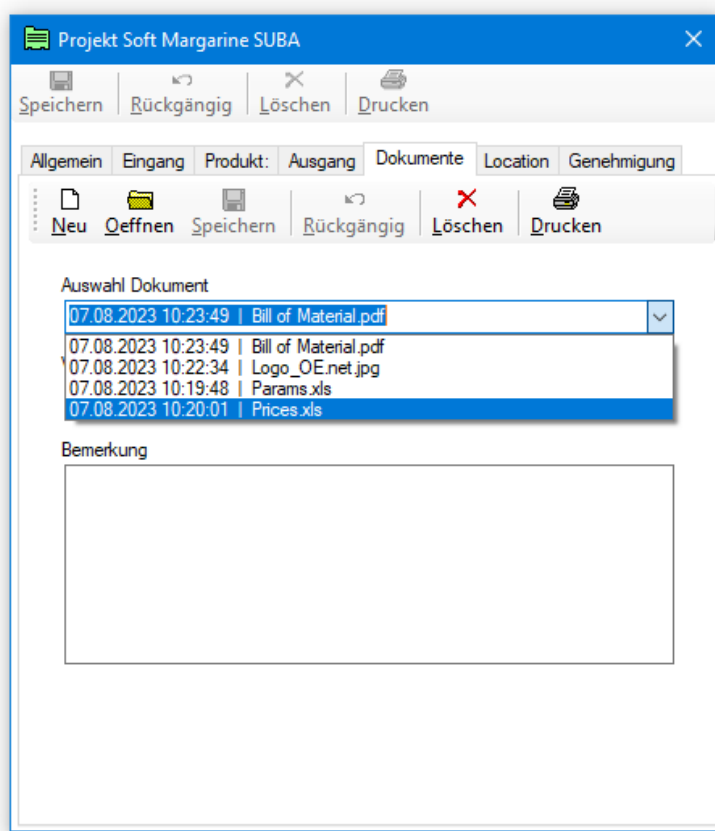 Projekt Soft Margarine SUBA
Speichern Rückgängig Löschen Drucken
Allgemein Eingang Produkt: Ausgang Dokumente Location Genehmigung
Neu Oeffnen Speichern Rückgängig Löschen Drucken
Auswahl Dokument
07.08.2023 10:23:49 | Bill of Material.pdf
07.08.2023 10:23:49 | Bill of Material.pdf
07.08.2023 10:22:34 | Logo_OE.net.jpg
07.08.2023 10:19:48 | Params.xls
07.08.2023 10:20:01 | Prices.xls
Bemerkung